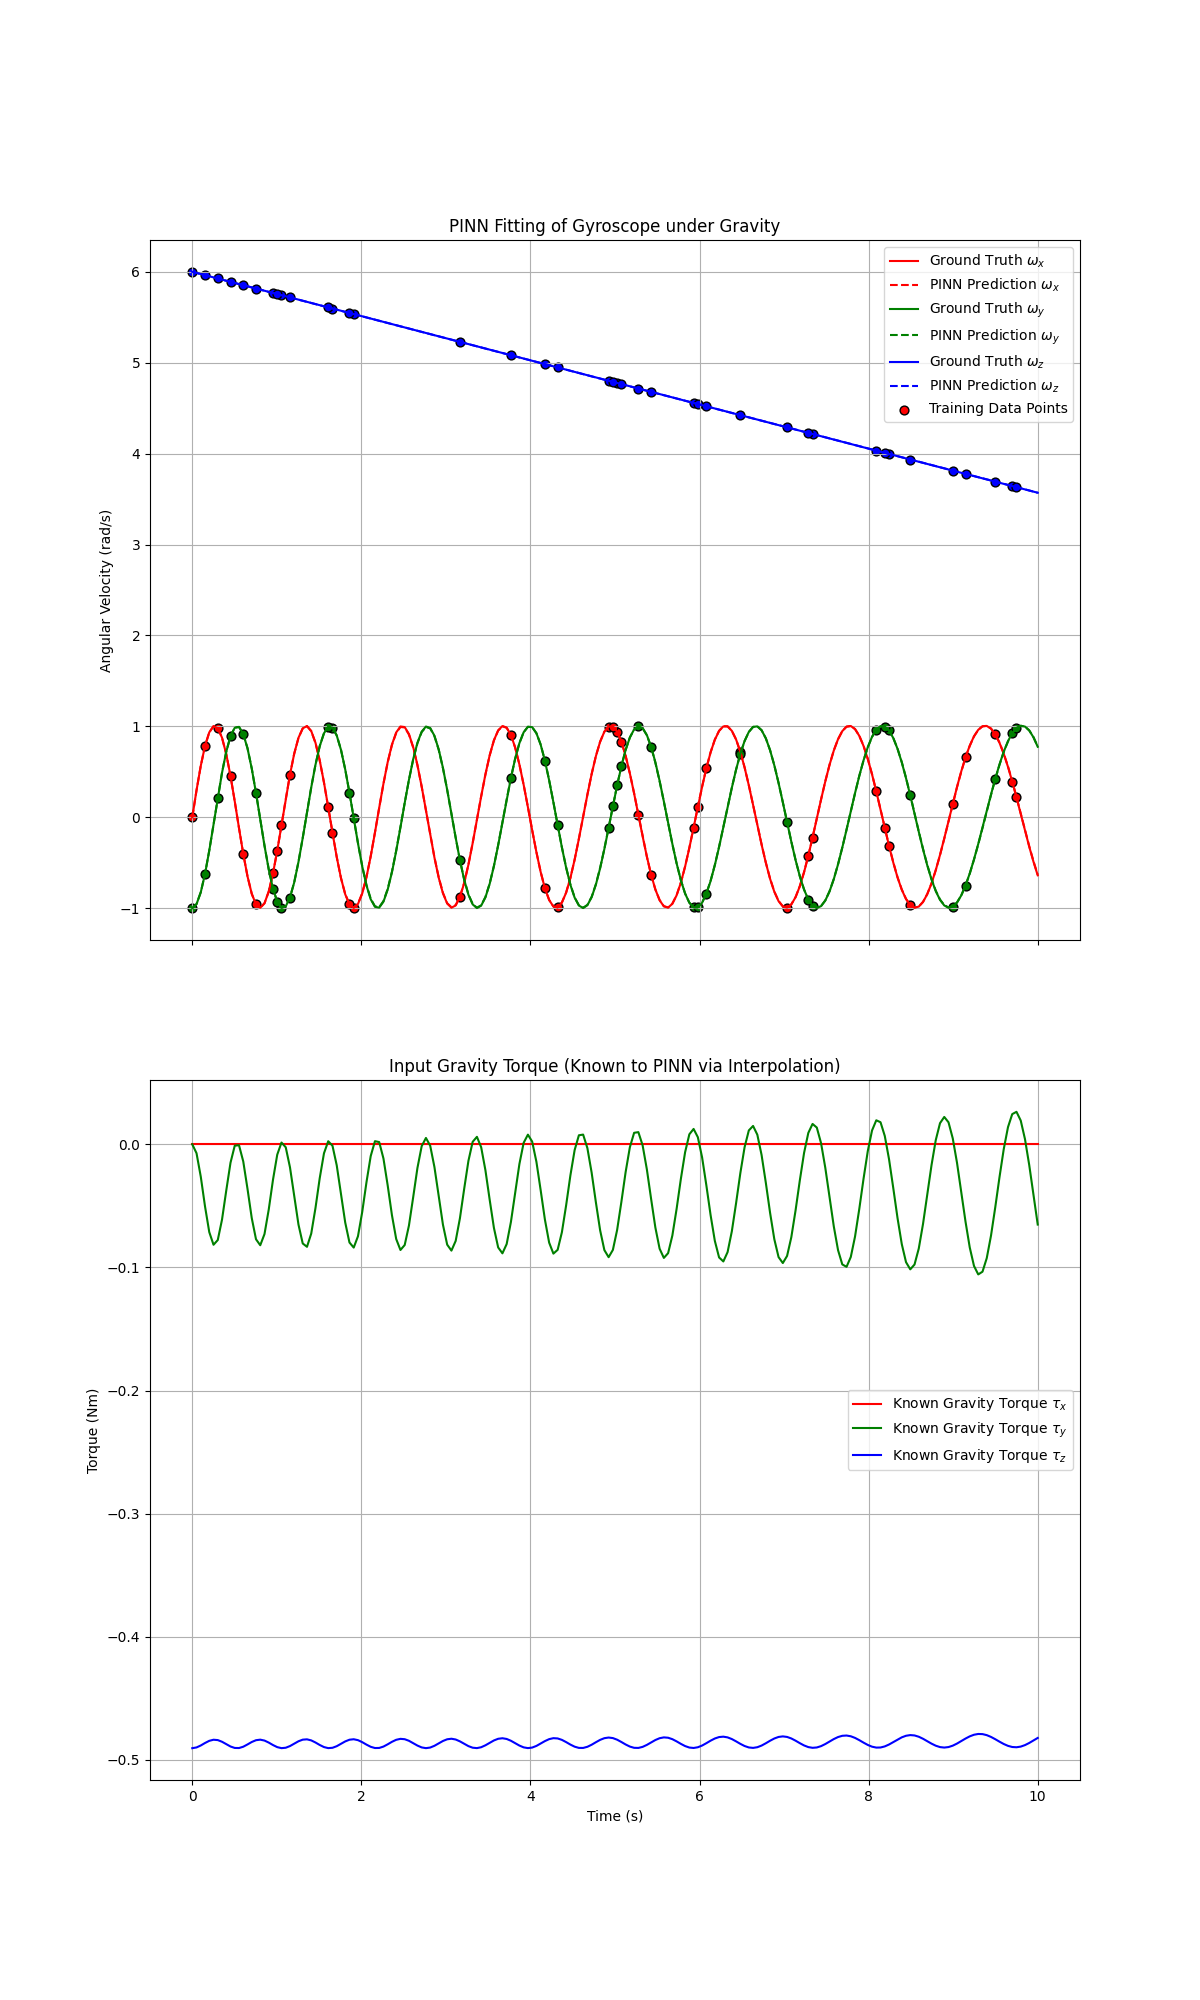 PINN Fitting of Gyroscope under Gravity
Ground Truth ωx
PINN Prediction ωx
Ground Truth ωy
PINN Prediction ωy
Ground Truth ωz
PINN Prediction ωz
Training Data Points
Angular Velocity (rad/s)
6
5
4
3
2
1
0
−1
Input Gravity Torque (Known to PINN via Interpolation)
Known Gravity Torque τx
Known Gravity Torque τy
Known Gravity Torque τz
Torque (Nm)
0.0
−0.1
−0.2
−0.3
−0.4
−0.5
0 2 4 6 8 10
Time (s)